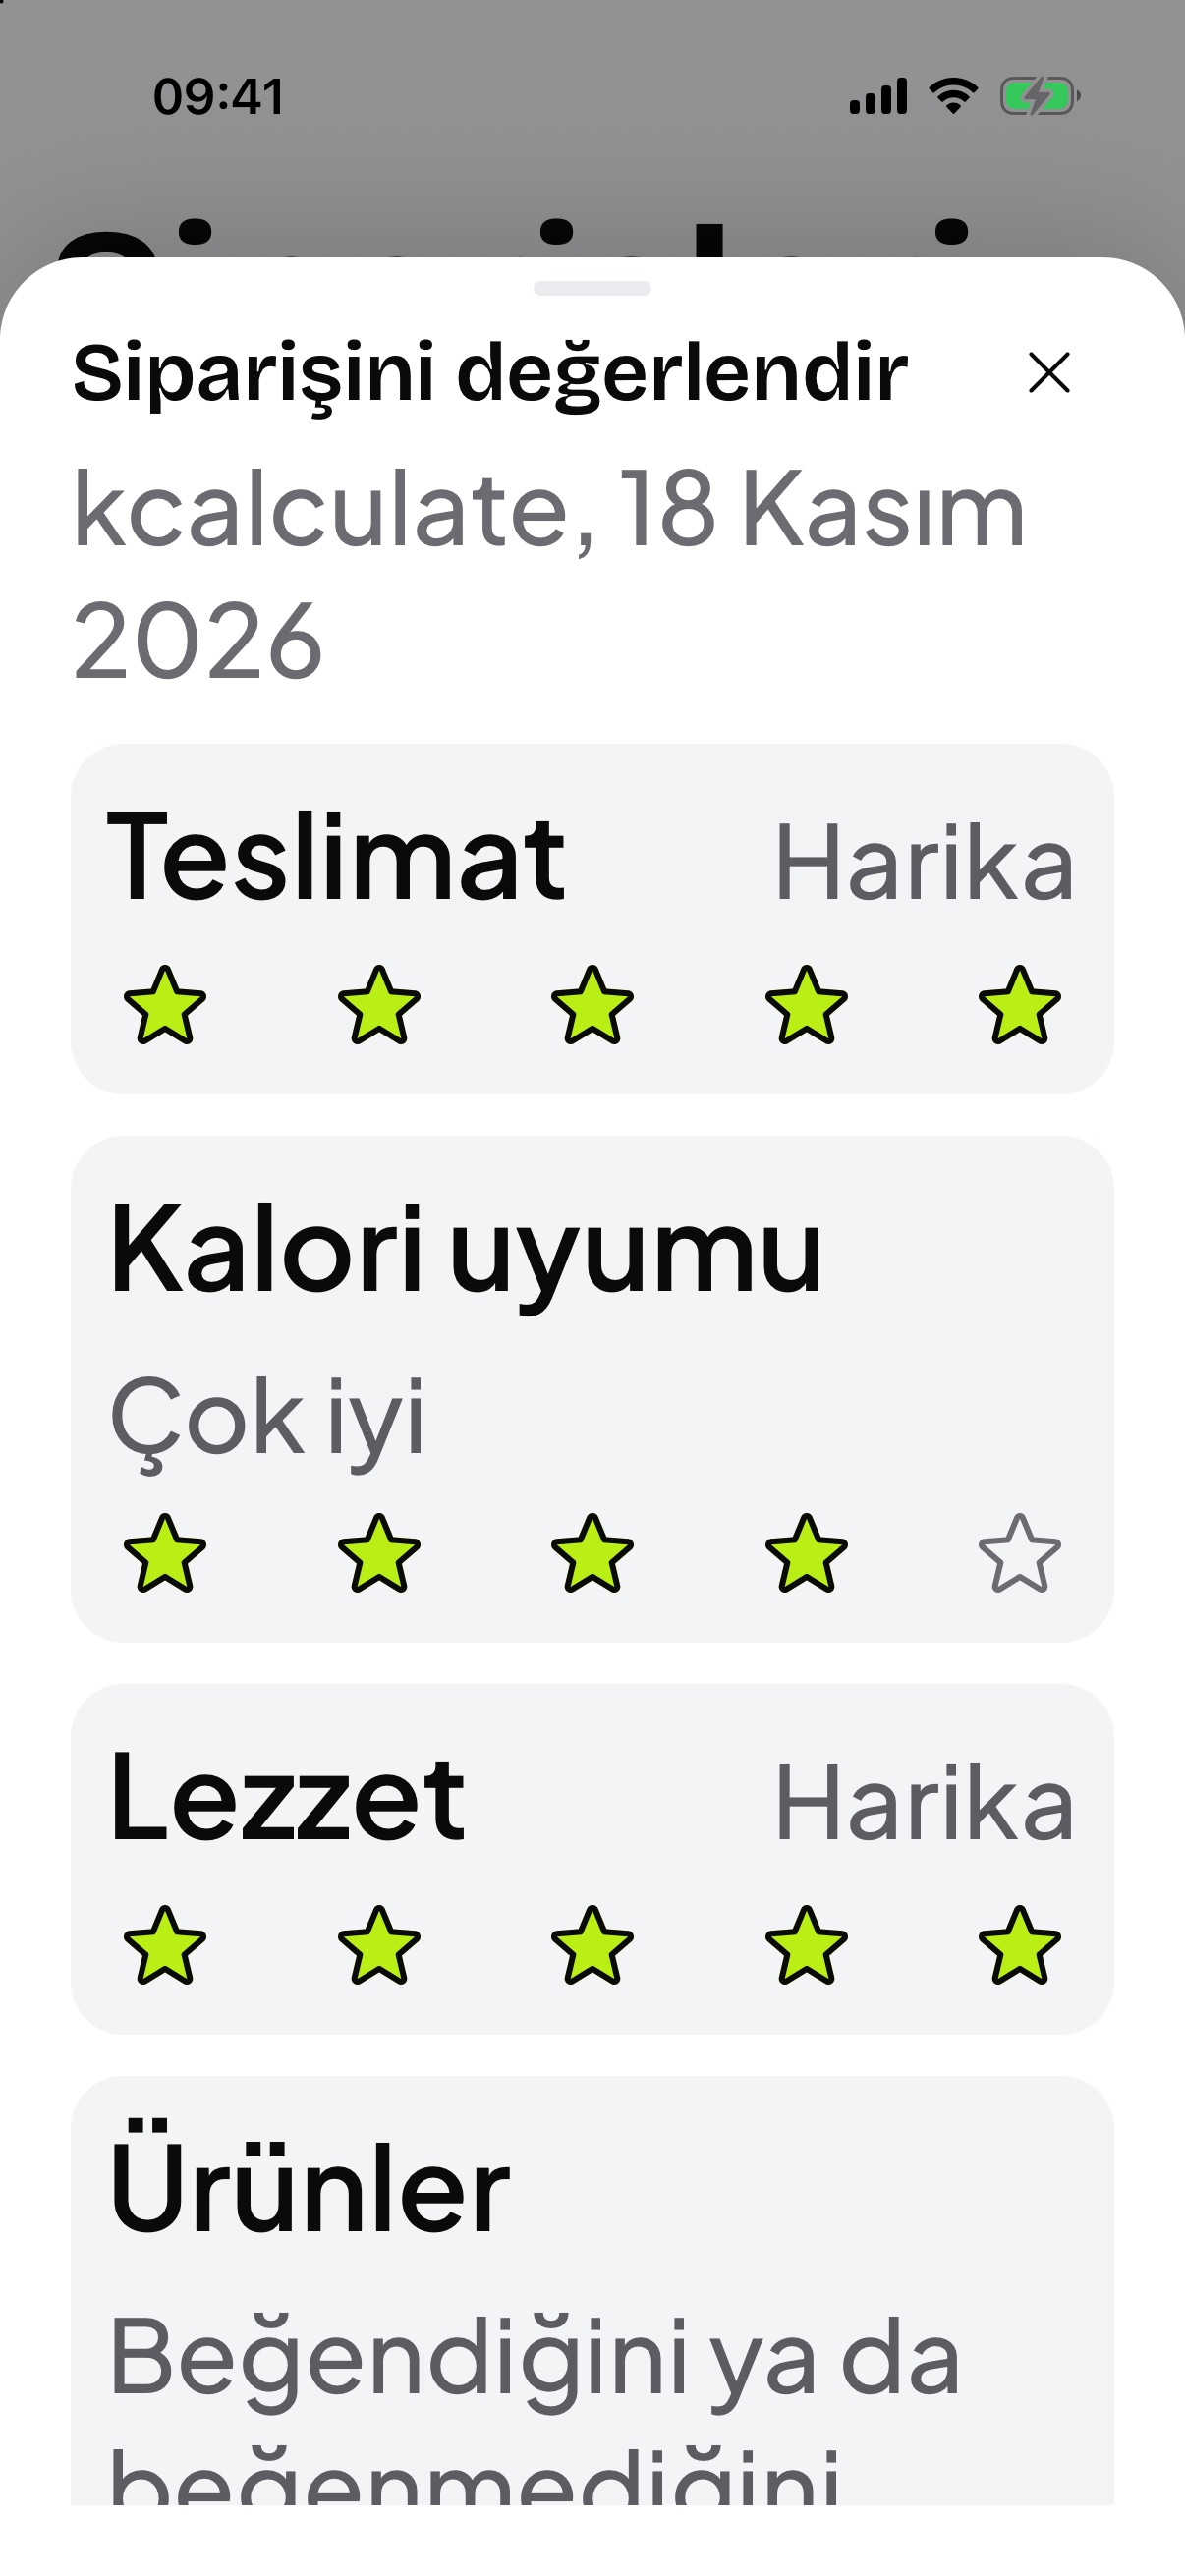 09:41
Siparişini değerlendir
kcalculate, 18 Kasım
2026
Teslimat
Harika
Kalori uyumu
Çok iyi
Lezzet
Harika
Ürünler
Beğendiğini ya da
beğenmediğini